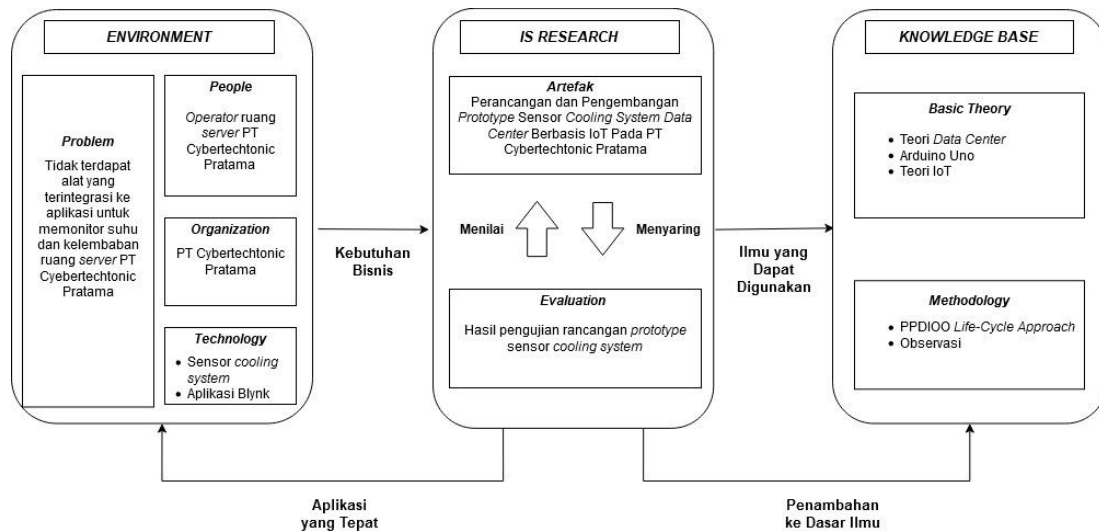 ENVIRONMENT
Problem
Tidak terdapat
alat yang
terintegrasi ke
aplikasi untuk
memonitor suhu
dan kelembaban
ruang server PT
Cyebertechtonic
Pratama
People
Operator ruang
server PT
Cybertechtonic
Pratama
Organization
PT Cybertechtonic
Pratama
Technology
• Sensor cooling
system
• Aplikasi Blynk
Kebutuhan
Bisnis
IS RESEARCH
Artefak
Perancangan dan Pengembangan
Prototype Sensor Cooling System Data
Center Berbasis IoT Pada PT
Cybertechtonic Pratama
Menilai
Menyaring
Evaluation
Hasil pengujian rancangan prototype
sensor cooling system
Ilmu yang
Dapat
Digunakan
KNOWLEDGE BASE
Basic Theory
• Teori Data Center
• Arduino Uno
• Teori IoT
Methodology
• PPDIOO Life-Cycle Approach
• Observasi
Aplikasi
yang Tepat
Penambahan
ke Dasar Ilmu